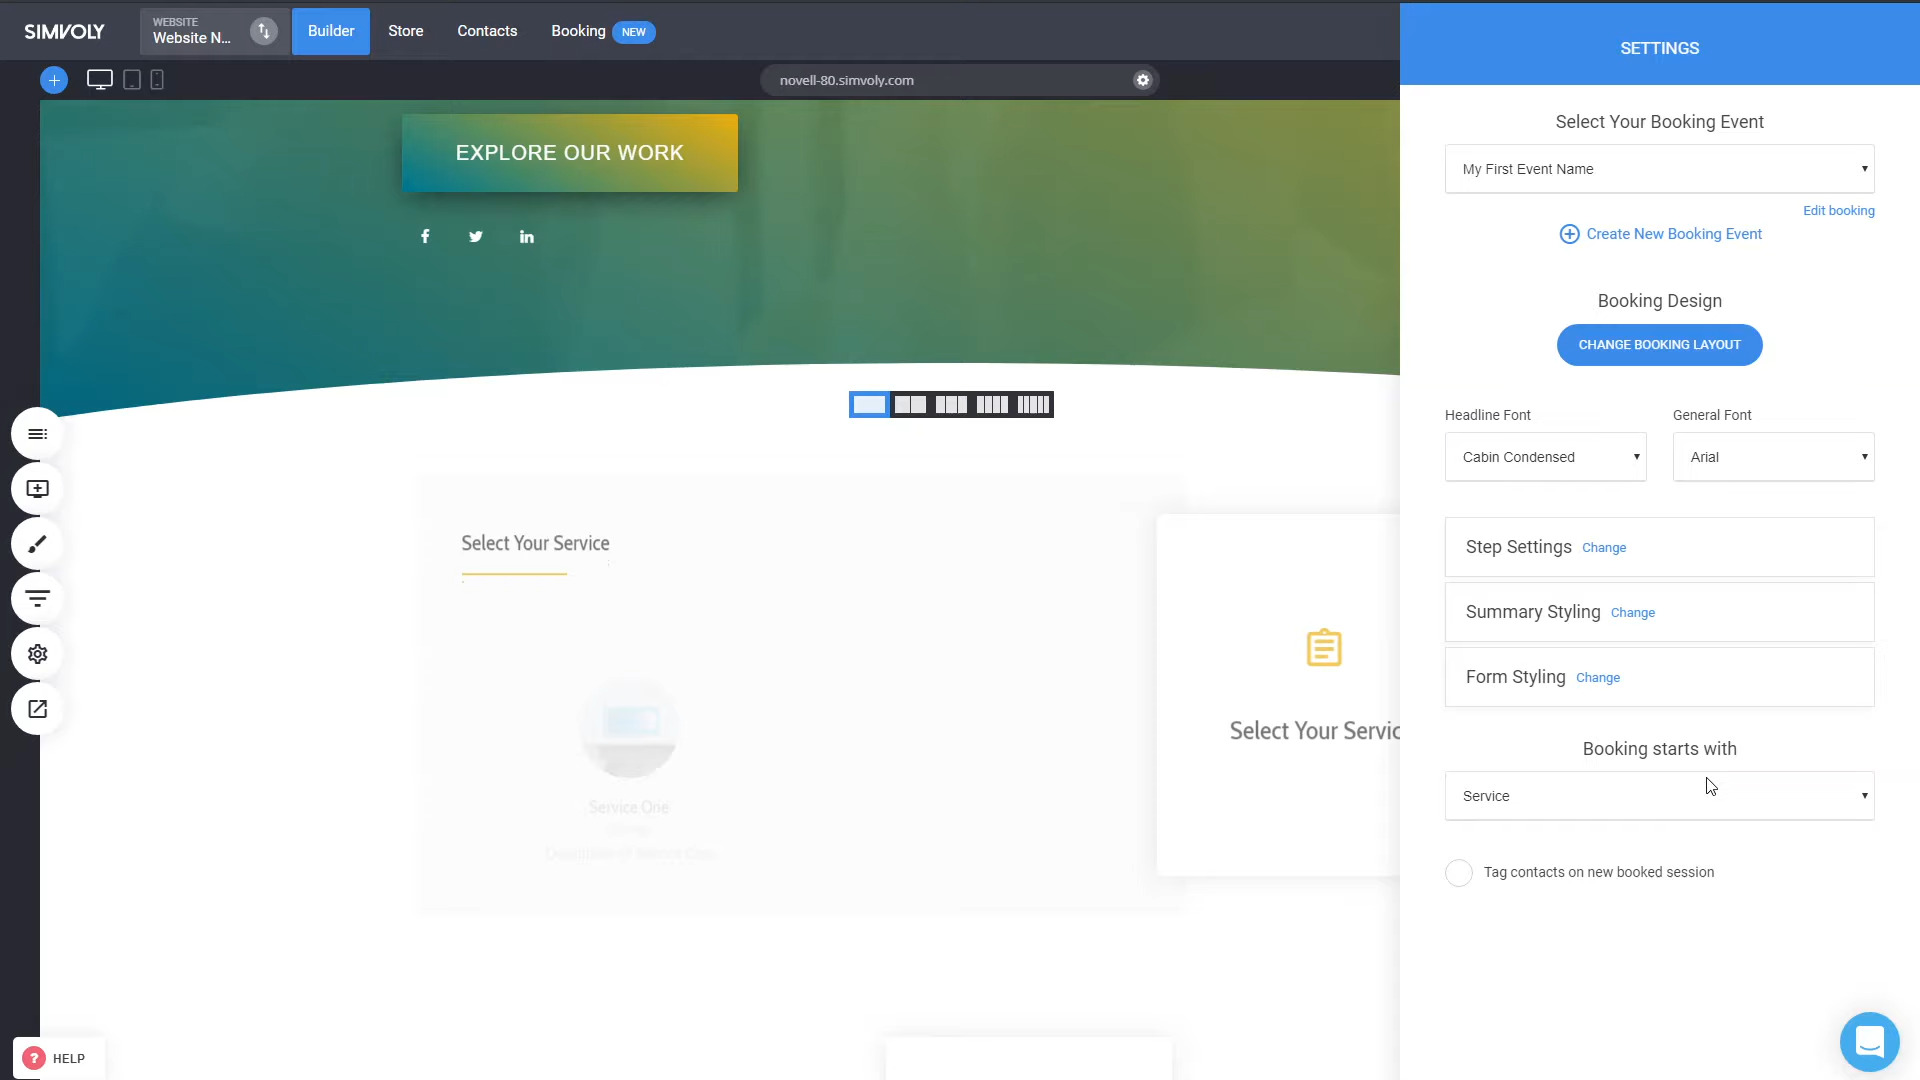 SIMVOLY
WEBSITE
Website N...
Builder
Store
Contacts
Booking
NEW
SETTINGS
novell-80.simvoly.com
EXPLORE OUR WORK
Select Your Booking Event
My First Event Name
Edit booking
Create New Booking Event
Booking Design
CHANGE BOOKING LAYOUT
Headline Font
General Font
Cabin Condensed
Arial
Select Your Service
Step Settings Change
Summary Styling Change
Form Styling Change
Select Your Servic
Booking starts with
Service
Service One
Tag contacts on new booked session
? HELP